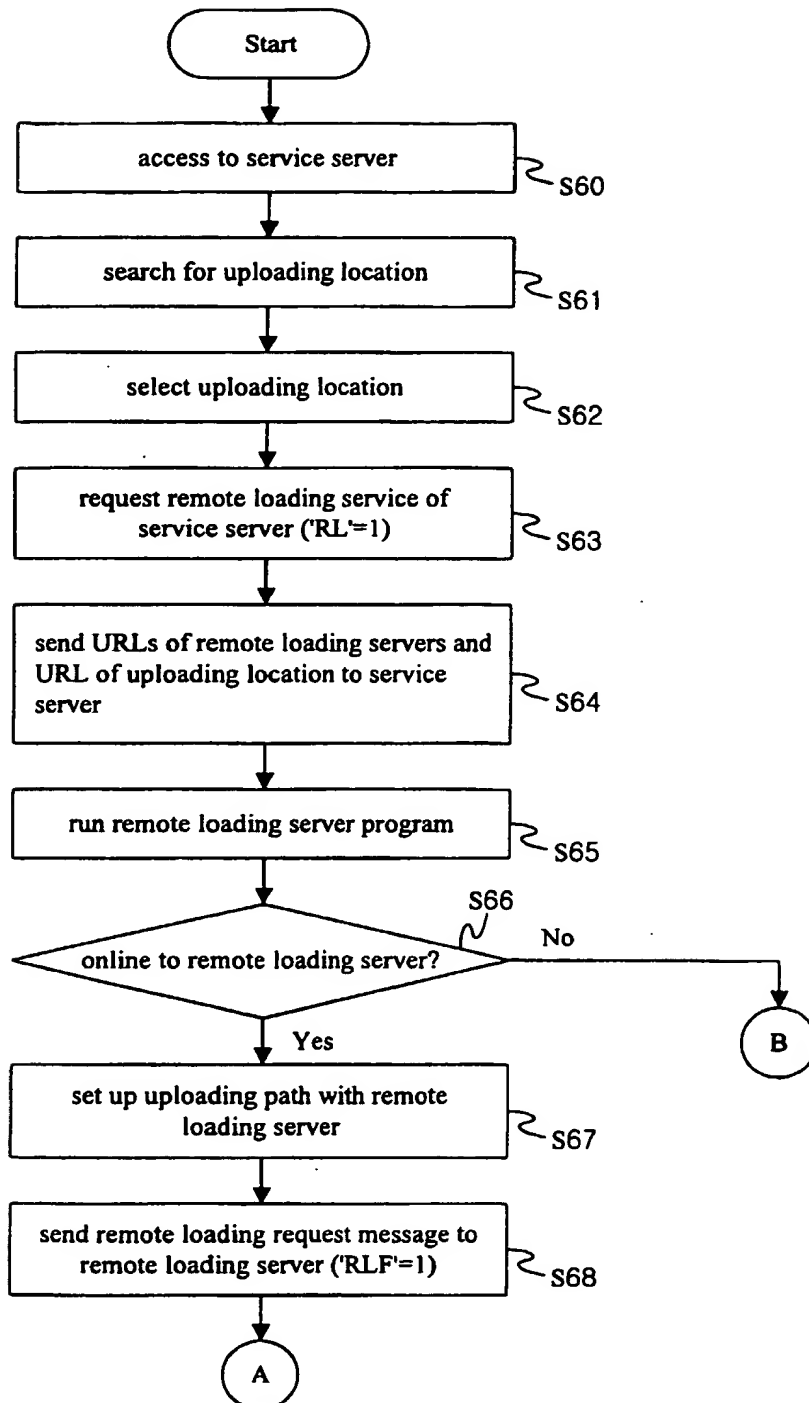 Start
access to service server
S60
search for uploading location
S61
select uploading location
S62
request remote loading service of
service server ('RL'=1)
S63
send URLs of remote loading servers and
URL of uploading location to service
server
S64
run remote loading server program
S65
S66
online to remote loading server?
No
B
Yes
set up uploading path with remote
loading server
S67
send remote loading request message to
remote loading server ('RLF'=1)
S68
A